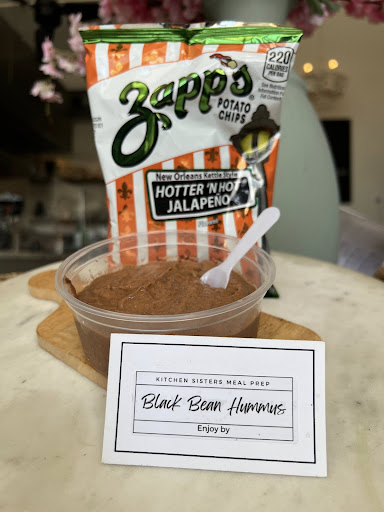 Zapp's
220
CALORIES
PER BAG
POTATO
CHIPS
New Orleans Kettle Style
HOTTER 'N HOT
JALAPEÑO
KITCHEN SISTERS MEAL PREP
Black Bean Hummus
Enjoy by